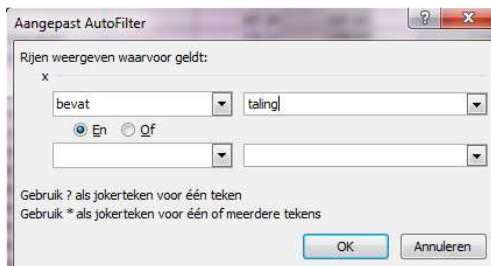 Aangepast AutoFilter
Rijen weergeven waarvoor geldt:
x
bevat taling
En Of
Gebruik ? als jokerteken voor één teken
Gebruik * als jokerteken voor één of meerdere tekens
OK Annuleren